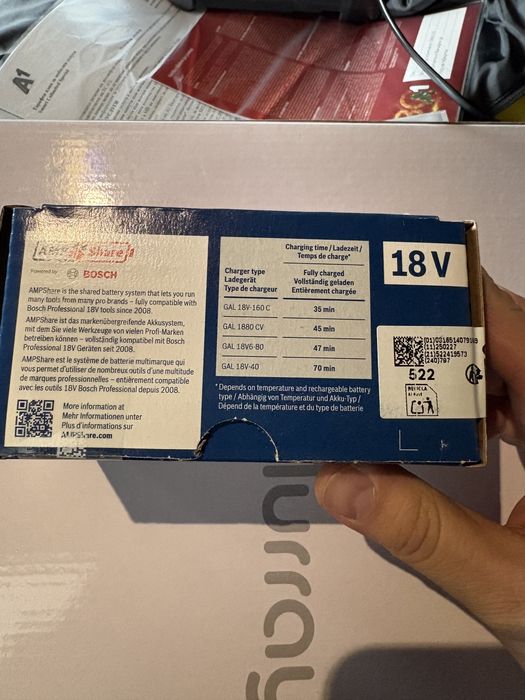 A1
AMPShare
Powered by BOSCH
AMPShare is the shared battery system that lets you run
many tools from many pro brands – fully compatible with
Bosch Professional 18V tools since 2008.
AMPShare ist das markenübergreifende Akkusystem,
mit dem Sie viele Werkzeuge von vielen Profi-Marken
betreiben können – vollständig kompatibel mit Bosch
Professional 18V Geräten seit 2008.
AMPShare est le système de batterie multimarque qui
vous permet d'utiliser de nombreux outils d'une multitude
de marques professionnelles – entièrement compatible
avec les outils 18V Bosch Professional depuis 2008.
More information at
Mehr Informationen unter
Plus d'informations sur
AMPShare.com
Charging time / Ladezeit /
Temps de charge*
Charger type
Ladegerät
Type de chargeur
Fully charged
Vollständig geladen
Entièrement chargée
GAL 18V-160 C 35 min
GAL 1880 CV 45 min
GAL 18V6-80 47 min
GAL 18V-40 70 min
*Depends on temperature and rechargeable battery
type / Abhängig von Temperatur und Akku-Typ /
Dépend de la température et du type de batterie
18 V
(11)250227
(21)522419573
(240)797
522
urray